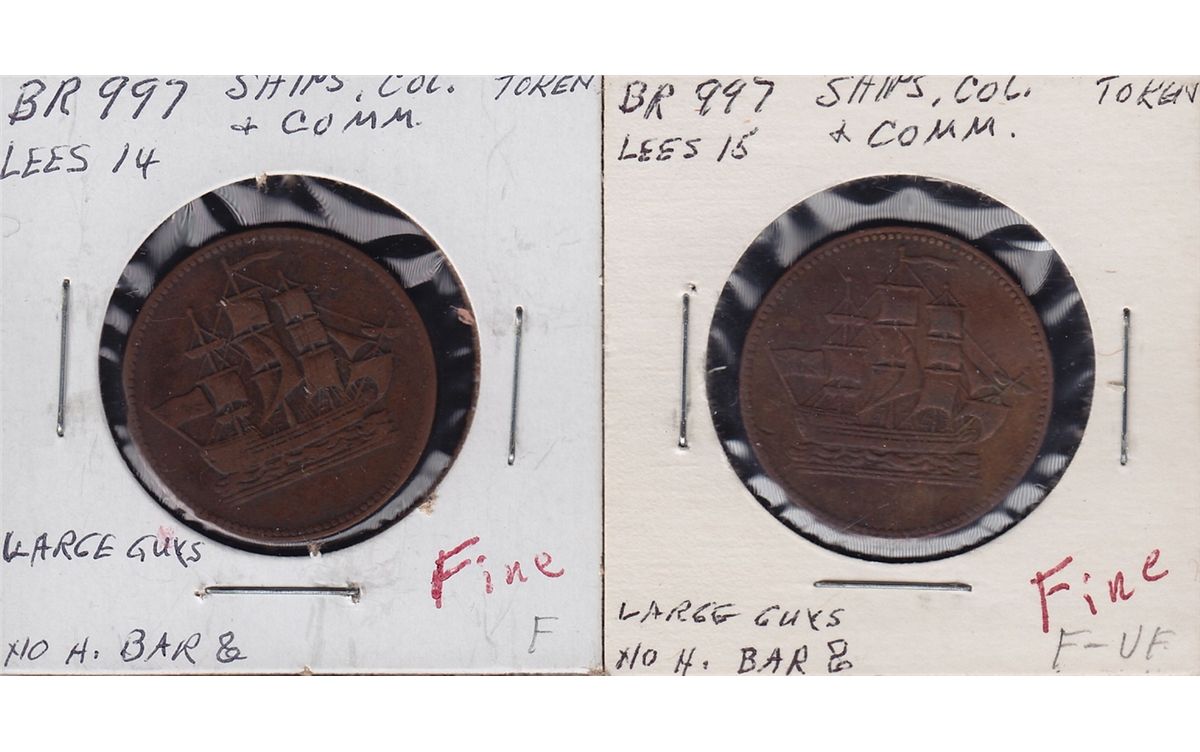 BR 997 SHIPS, COL. TOKEN
& COMM.
LEES 14
LARGE GUYS
Fine
F
NO H. BAR &
BR 997 SHIPS, COL. TOKEN
& COMM.
LEES 15
Fine
LARGE GUYS
F-VF
NO H. BAR &